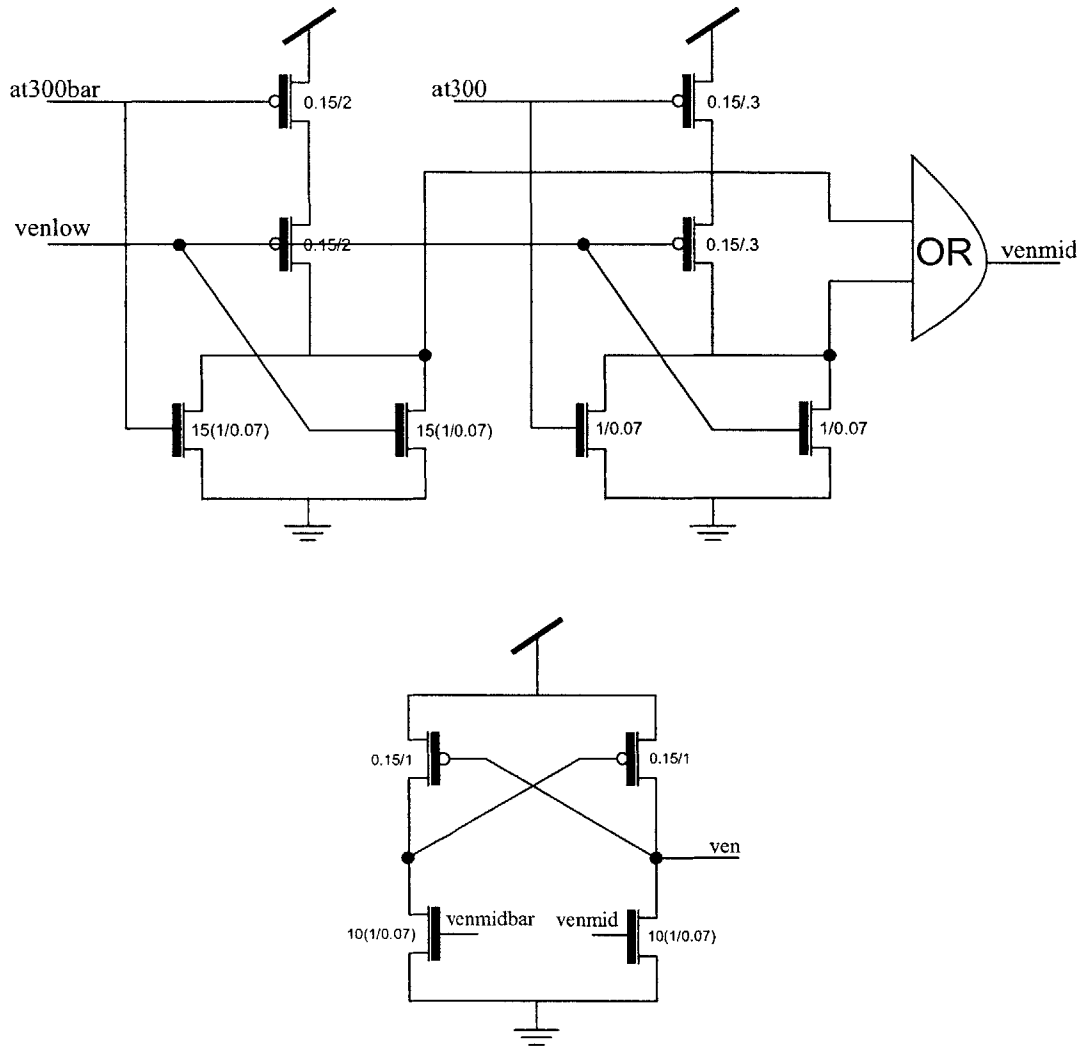 at300bar
0.15/2
at300
0.15/.3
venlow
0.15/2
0.15/.3
OR
venmid
15(1/0.07)
15(1/0.07)
1/0.07
1/0.07
0.15/1
0.15/1
ven
venmidbar
venmid
10(1/0.07)
10(1/0.07)